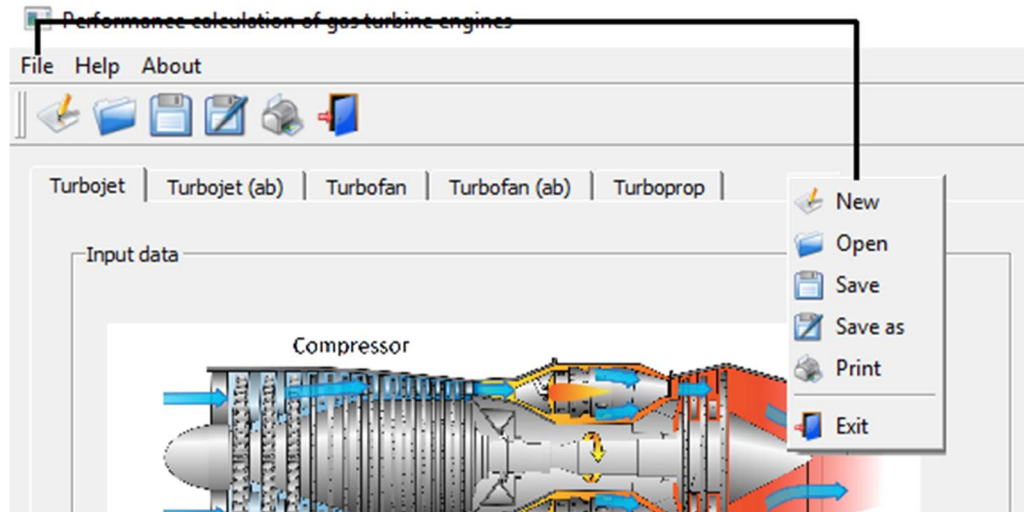 Performance calculation of gas turbine engines
File Help About
Turbojet Turbojet (ab) Turbofan Turbofan (ab) Turboprop
New
Open
Save
Save as
Print
Exit
Input data
Compressor